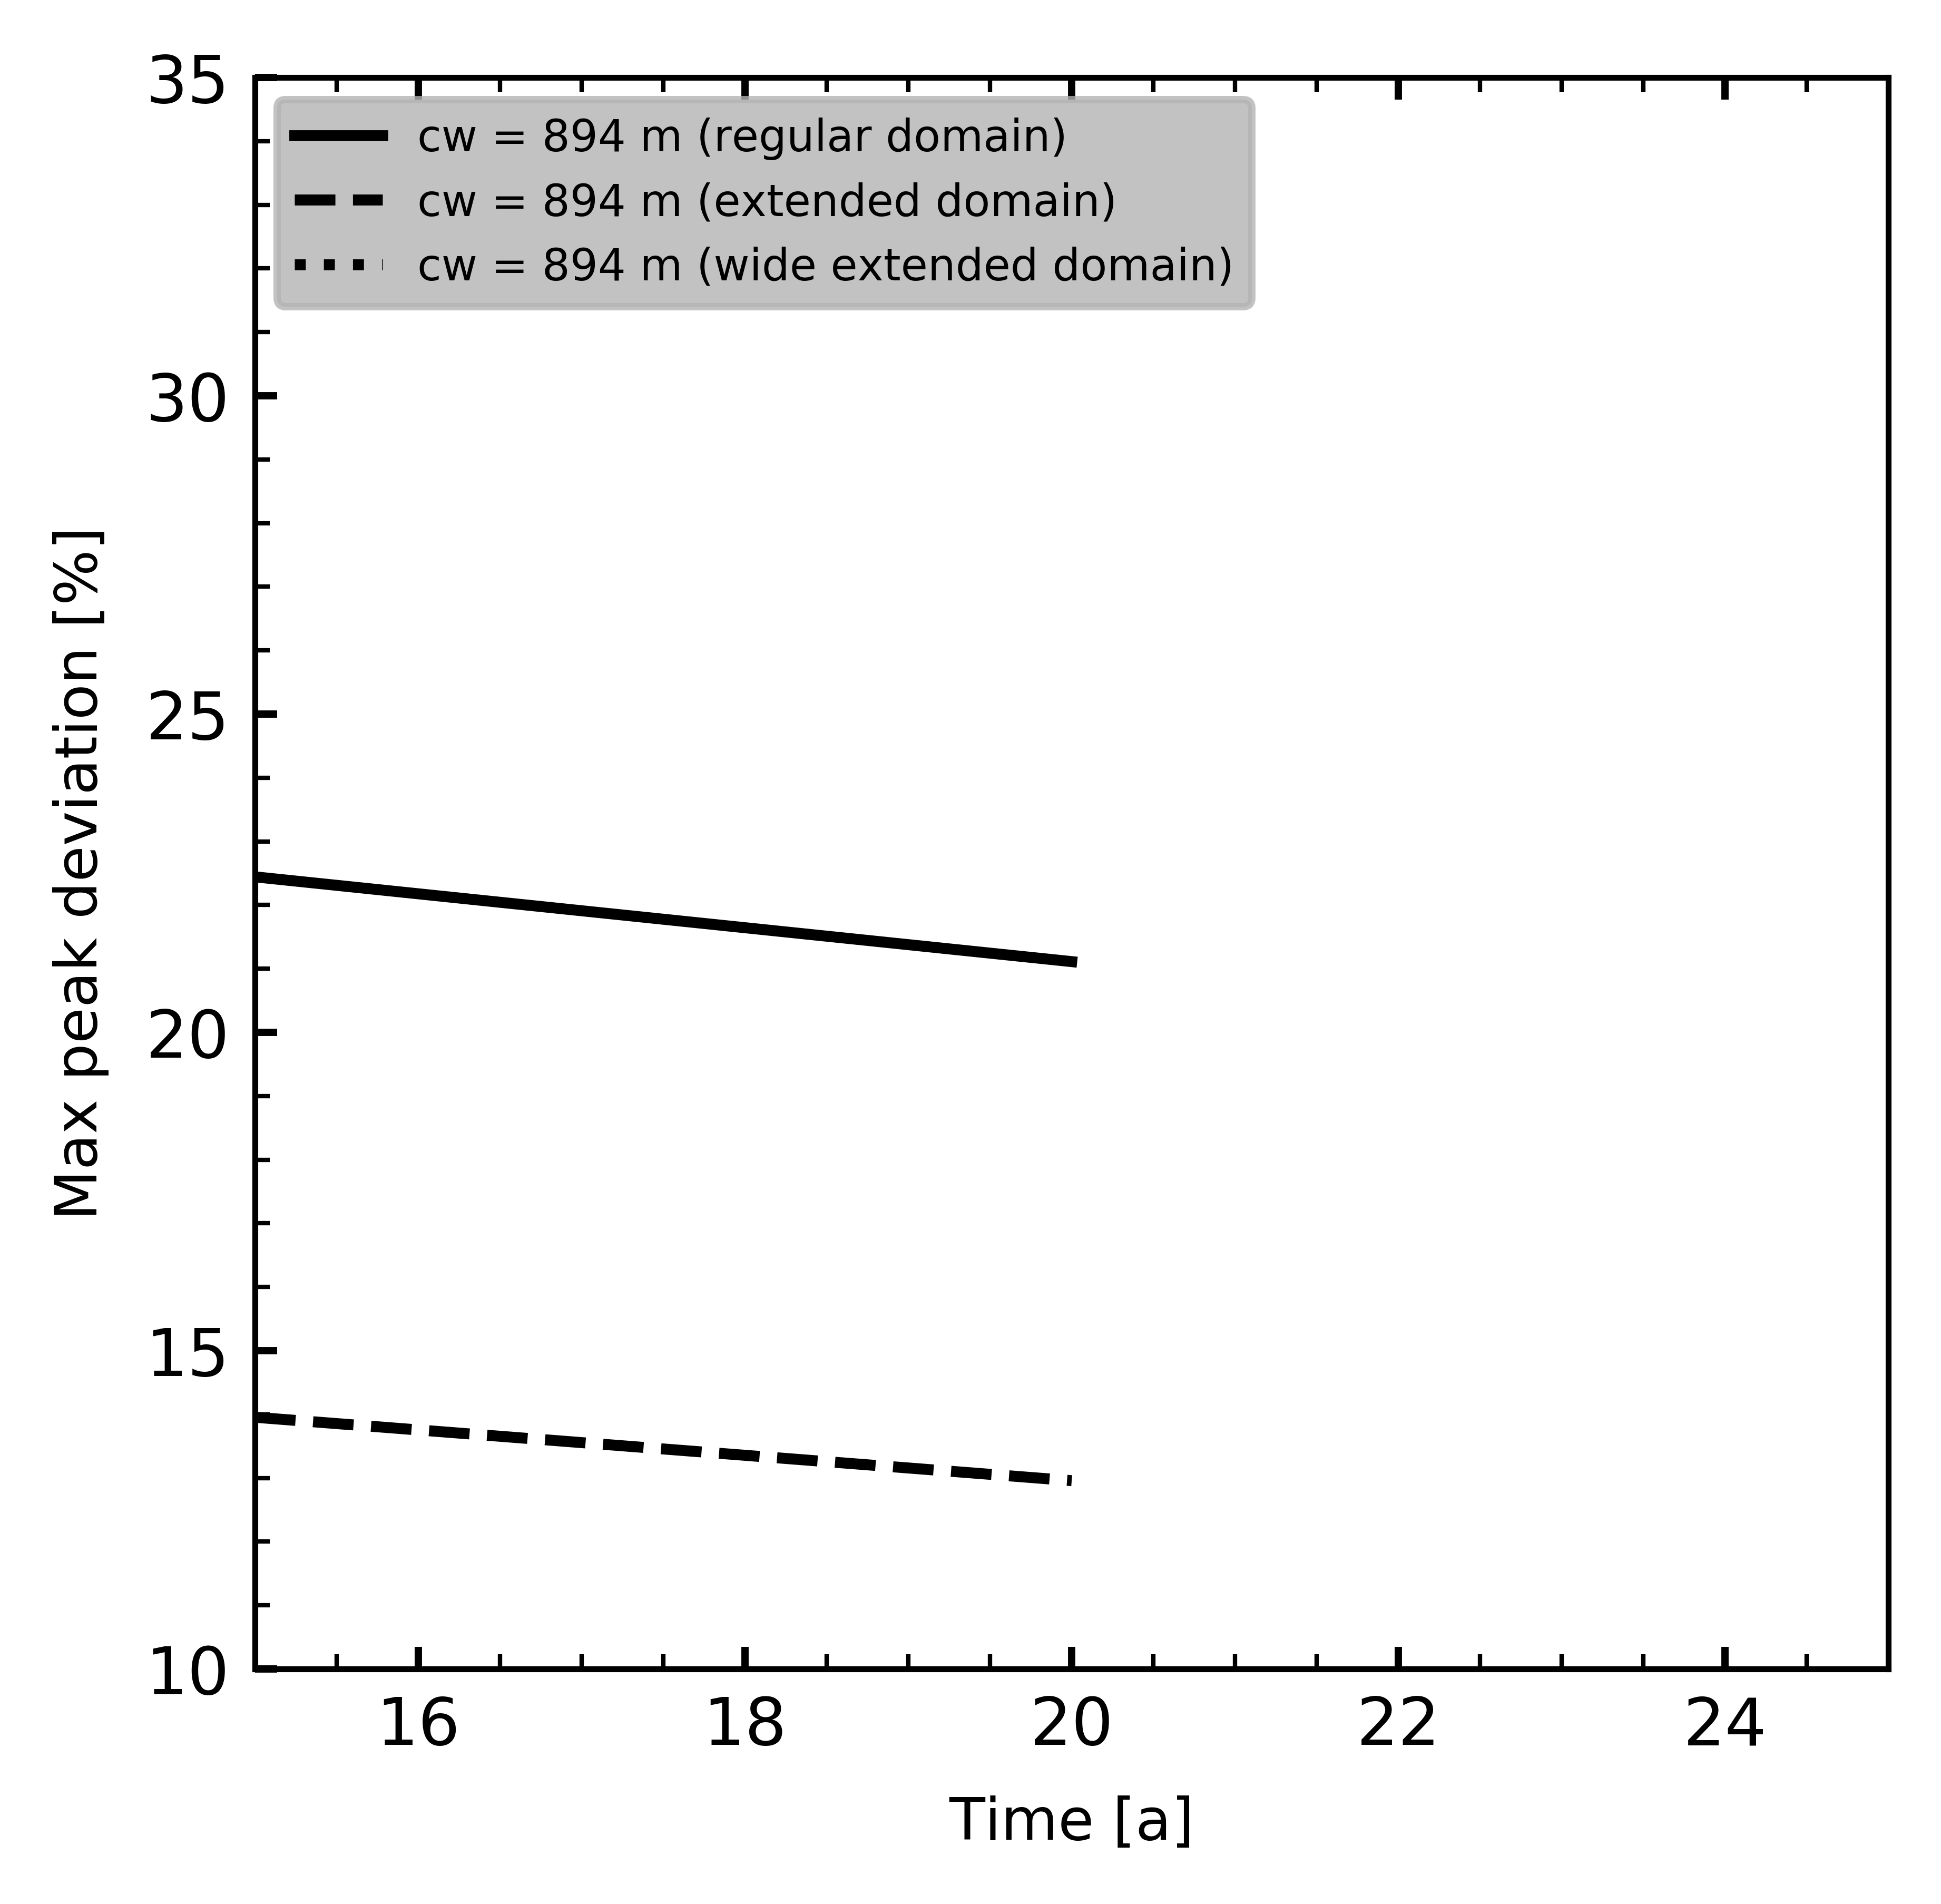 35
cw = 894 m (regular domain)
cw = 894 m (extended domain)
cw = 894 m (wide extended domain)
30
25
20
15
10
Max peak deviation [%]
16 18 20 22 24
Time [a]